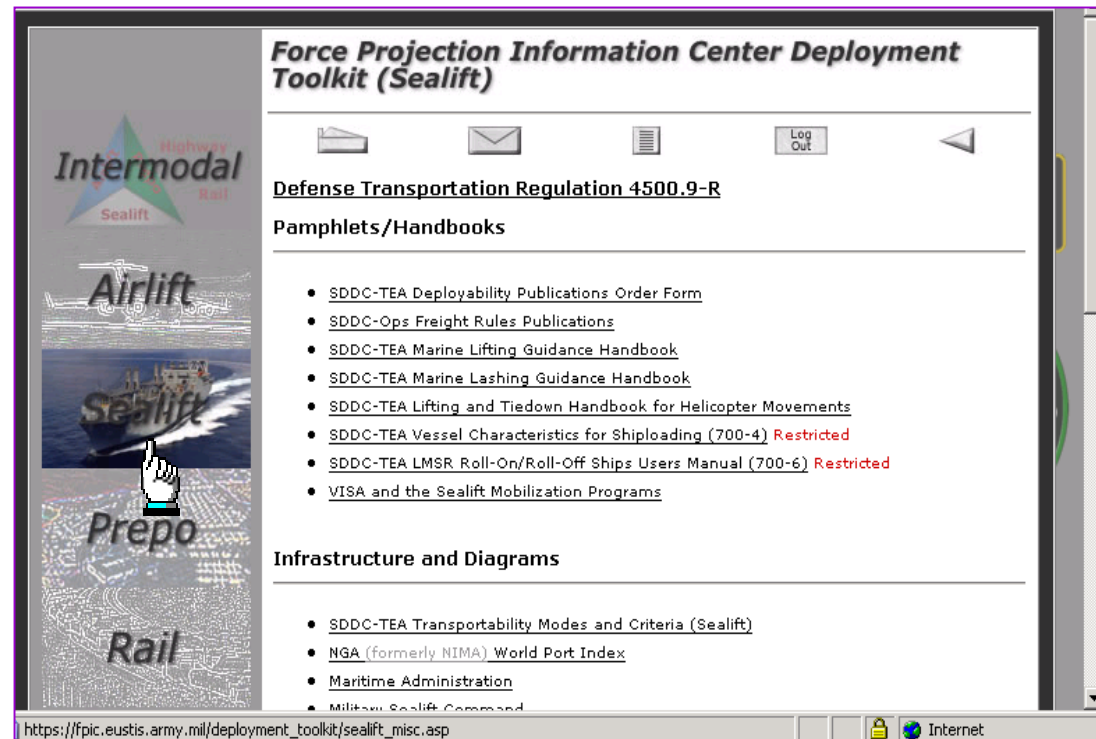 Force Projection Information Center Deployment
Toolkit (Sealift)
Log
Out
Intermodal
Highway
Rail
Sealift
Defense Transportation Regulation 4500.9-R
Pamphlets/Handbooks
Airlift
SDDC-TEA Deployability Publications Order Form
SDDC-Ops Freight Rules Publications
SDDC-TEA Marine Lifting Guidance Handbook
SDDC-TEA Marine Lashing Guidance Handbook
Sealift
SDDC-TEA Lifting and Tiedown Handbook for Helicopter Movements
SDDC-TEA Vessel Characteristics for Shiploading (700-4) Restricted
SDDC-TEA LMSR Roll-On/Roll-Off Ships Users Manual (700-6) Restricted
VISA and the Sealift Mobilization Programs
Prepo
Infrastructure and Diagrams
SDDC-TEA Transportability Modes and Criteria (Sealift)
Rail
NGA (formerly NIMA) World Port Index
Maritime Administration
Military Sealift Command
https://fpic.eustis.army.mil/deployment_toolkit/sealift_misc.asp
Internet